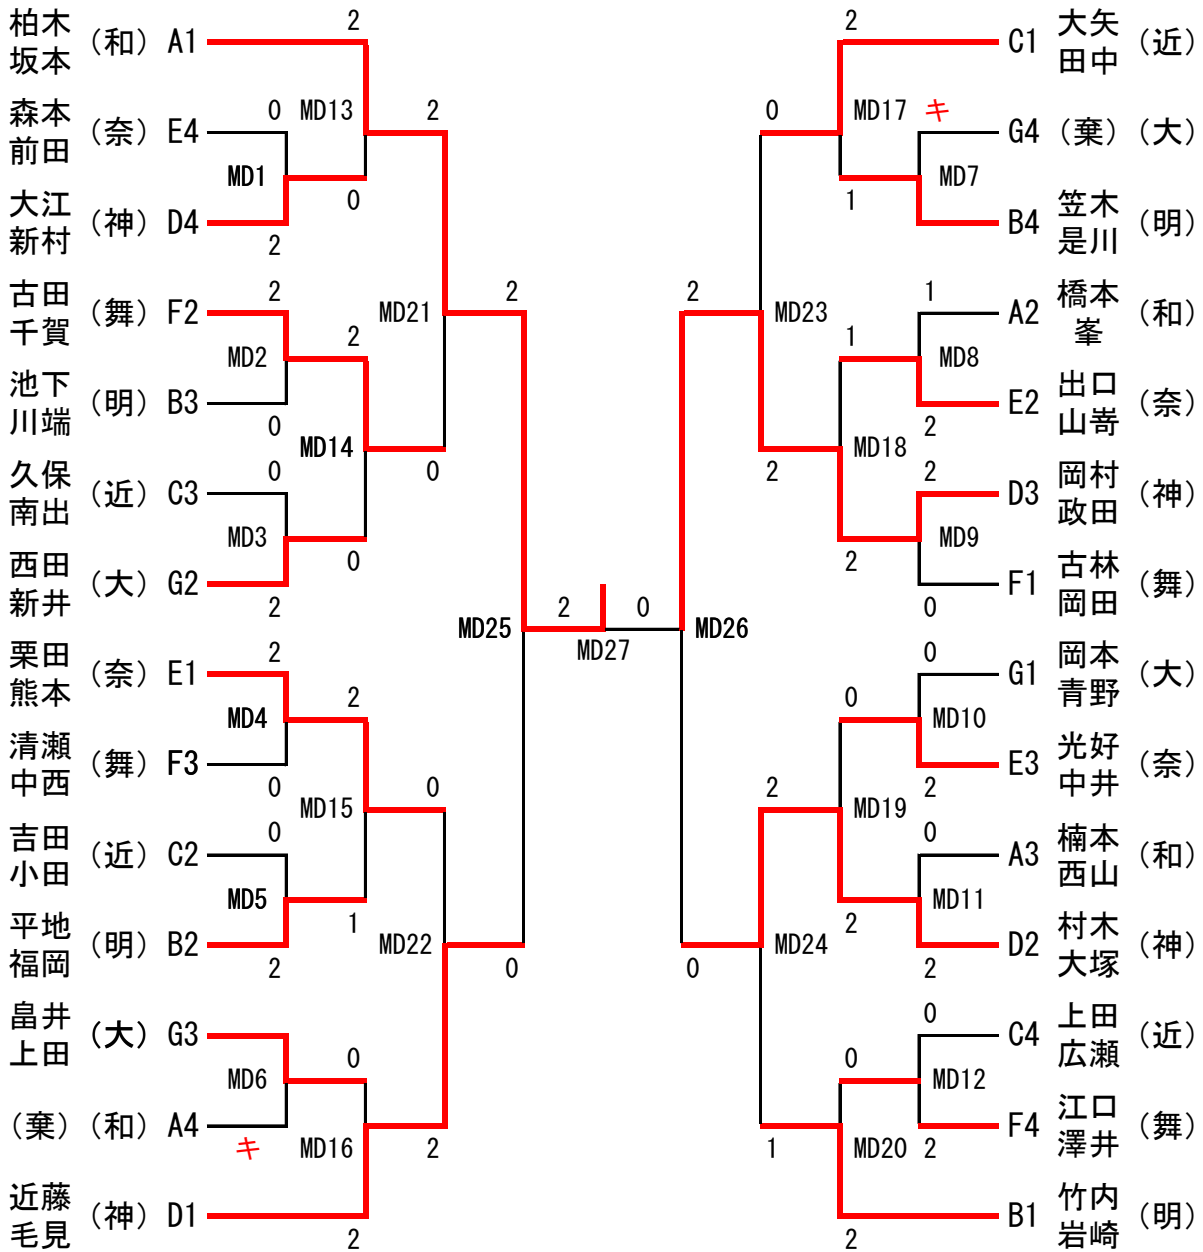 柏木
坂本
（和）
A1
2
森本
前田
（奈）
E4
0
MD13
2
MD1
0
大江
新村
（神）
D4
2
古田
千賀
（舞）
F2
2
MD21
2
MD2
2
池下
川端
（明）
B3
0
MD14
0
久保
南出
（近）
C3
0
MD3
0
西田
新井
（大）
G2
2
MD25
2
MD27
0
MD26
栗田
熊本
（奈）
E1
2
MD4
2
清瀬
中西
（舞）
F3
0
MD15
0
吉田
小田
（近）
C2
0
MD5
1
平地
福岡
（明）
B2
2
MD22
0
畠井
上田
（大）
G3
MD6
0
（棄）（和）
A4
キ
MD16
2
近藤
毛見
（神）
D1
2
2
C1
大矢
田中
（近）
0
MD17
キ
G4
（棄）（大）
MD7
1
B4
笠木
是川
（明）
2
MD23
1
1
A2
橋本
峯
（和）
MD8
E2
出口
山嵜
（奈）
2
MD18
2
2
D3
岡村
政田
（神）
MD9
2
F1
古林
岡田
（舞）
0
0
G1
岡本
青野
（大）
0
MD10
E3
光好
中井
（奈）
2
2
MD19
0
A3
楠本
西山
（和）
MD11
2
D2
村木
大塚
（神）
2
MD24
0
0
C4
上田
広瀬
（近）
0
MD12
F4
江口
澤井
（舞）
2
1
MD20
B1
竹内
岩崎
（明）
2